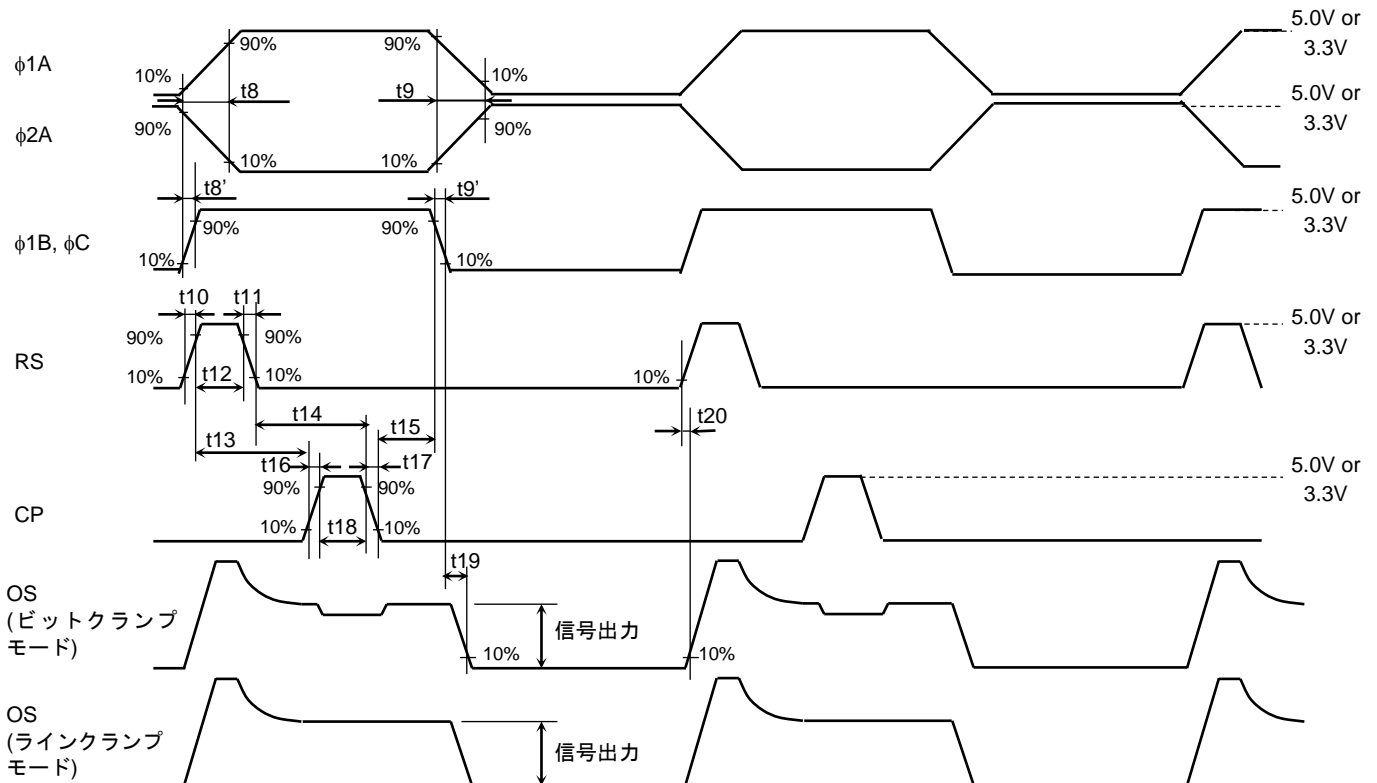 5.0V or
3.3V
90%
90%
φ1A
10%
10%
t8
t9
5.0V or
3.3V
90%
90%
φ2A
10%
10%
t8’
t9’
5.0V or
3.3V
90%
90%
φ1B, φC
10%
10%
t10
t11
5.0V or
3.3V
90%
90%
RS
10%
t12
10%
10%
t14
t20
t13
t15
t16
t17
5.0V or
3.3V
90%
90%
CP
10%
t18
10%
t19
OS
(ビットクランプ
モード)
信号出力
10%
10%
OS
(ラインクランプ
モード)
信号出力